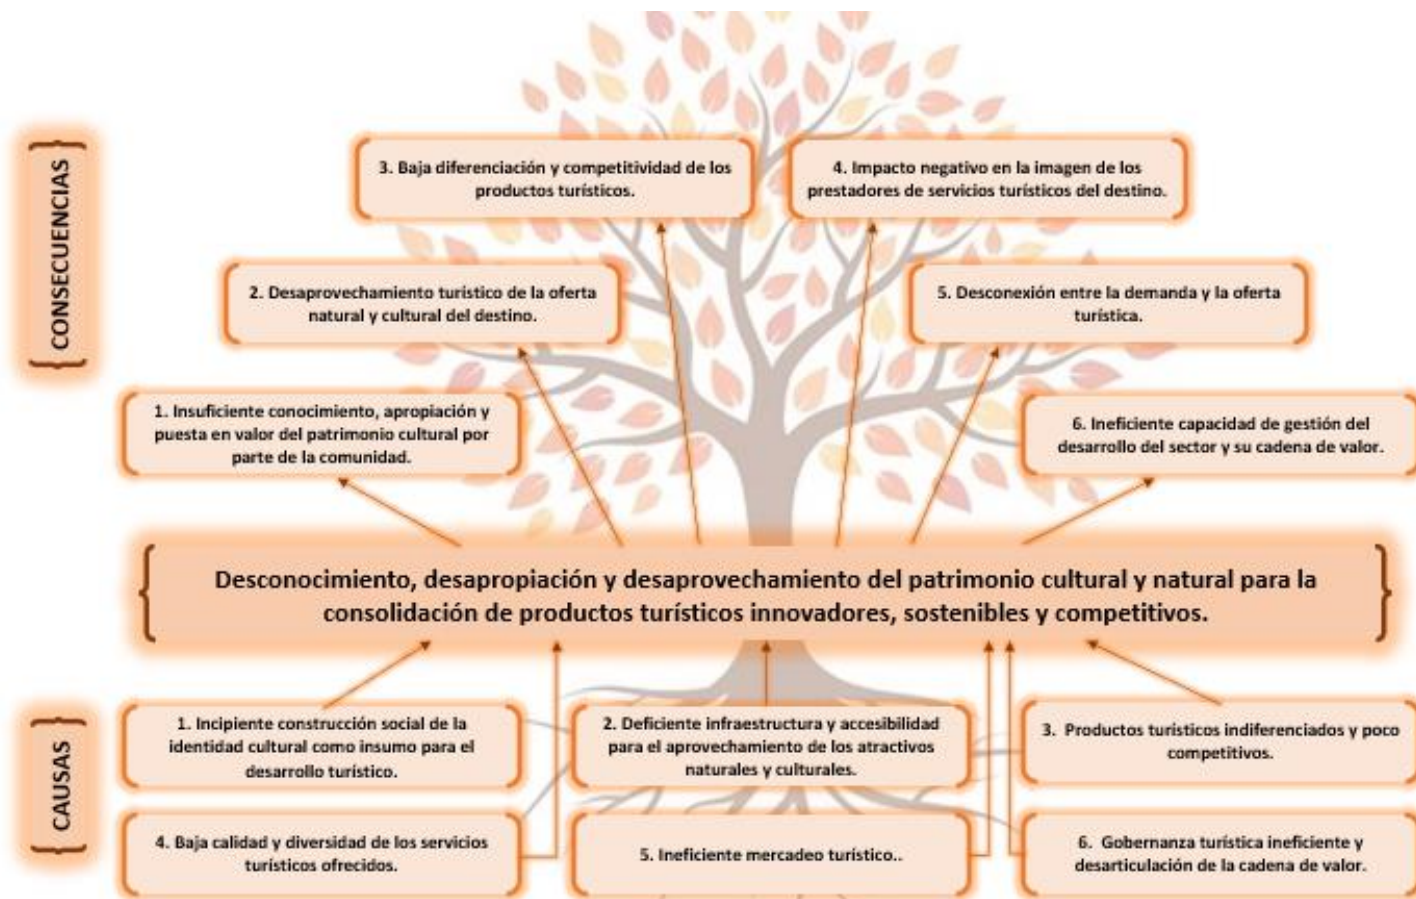 CONSECUENCIAS
3. Baja diferenciación y competitividad de los
productos turísticos.
4. Impacto negativo en la imagen de los
prestadores de servicios turísticos del destino.
2. Desaprovechamiento turístico de la oferta
natural y cultural del destino.
5. Desconexión entre la demanda y la oferta
turística.
1. Insuficiente conocimiento, apropiación y
puesta en valor del patrimonio cultural por
parte de la comunidad.
6. Ineficiente capacidad de gestión del
desarrollo del sector y su cadena de valor.
Desconocimiento, desapropiación y desaprovechamiento del patrimonio cultural y natural para la
consolidación de productos turísticos innovadores, sostenibles y competitivos.
CAUSAS
1. Incipiente construcción social de la
identidad cultural como insumo para el
desarrollo turístico.
2. Deficiente infraestructura y accesibilidad
para el aprovechamiento de los atractivos
naturales y culturales.
3. Productos turísticos indiferenciados y poco
competitivos.
4. Baja calidad y diversidad de los servicios
turísticos ofrecidos.
5. Ineficiente mercadeo turístico..
6. Gobernanza turística ineficiente y
desarticulación de la cadena de valor.